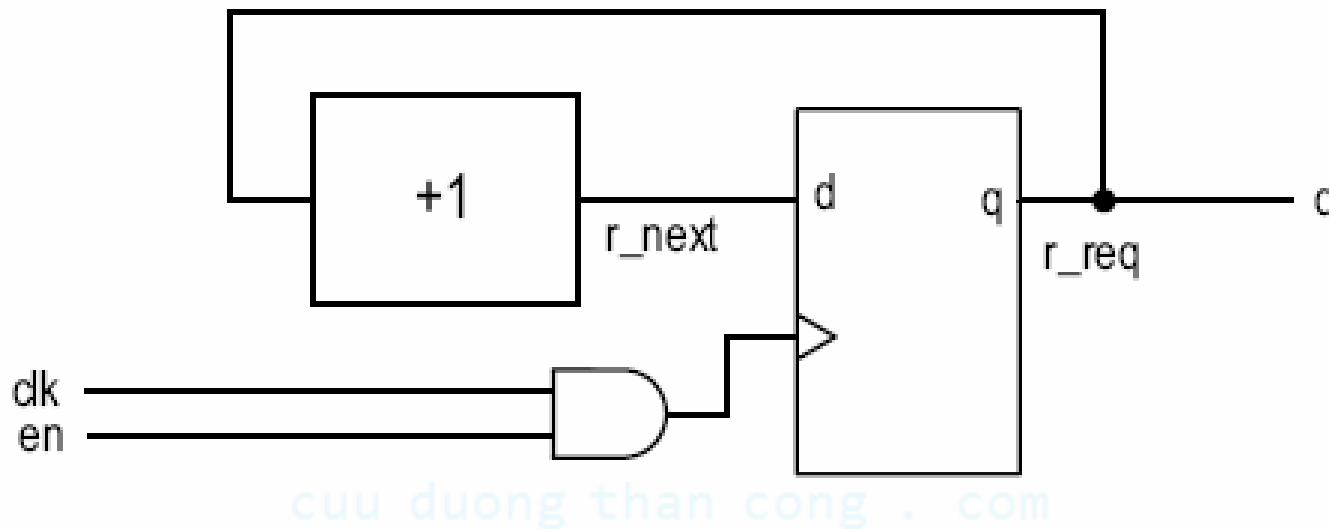 +1
d
q
r_next
r_req
clk
en
cuu duong than cong . com